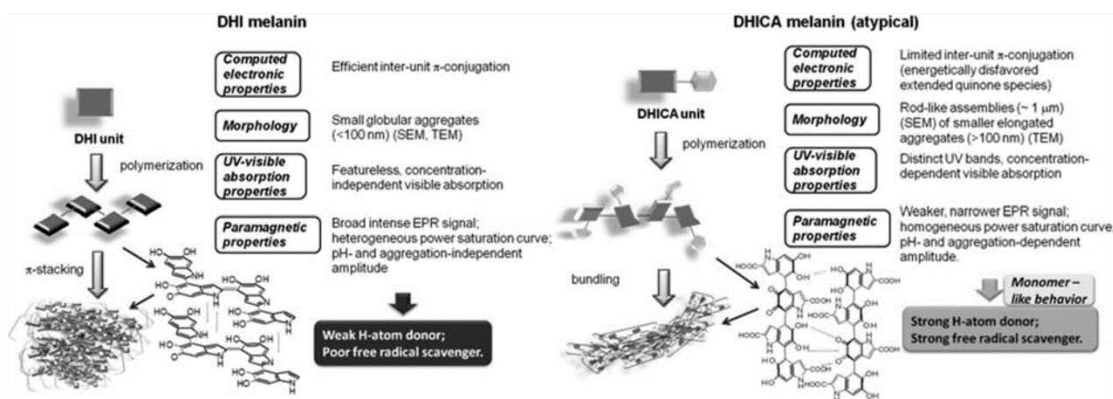 DHI melanin
DHI unit
polymerization
π-stacking
Computed
electronic
properties
Efficient inter-unit π-conjugation
Morphology
Small globular aggregates
(<100 nm) (SEM, TEM)
UV-visible
absorption
properties
Featureless, concentration-
independent visible absorption
Paramagnetic
properties
Broad intense EPR signal;
heterogeneous power saturation curve;
pH- and aggregation-independent
amplitude
Weak H-atom donor;
Poor free radical scavenger.
DHICA melanin (atypical)
DHICA unit
polymerization
bundling
Computed
electronic
properties
Limited inter-unit π-conjugation
(energetically disfavored
extended quinone species)
Morphology
Rod-like assemblies (~ 1 μm)
(SEM) of smaller elongated
aggregates (>100 nm) (TEM)
UV-visible
absorption
properties
Distinct UV bands, concentration-
dependent visible absorption
Paramagnetic
properties
Weaker, narrower EPR signal;
homogeneous power saturation curve,
pH- and aggregation-dependent
amplitude.
Monomer –
like behavior
Strong H-atom donor;
Strong free radical scavenger.